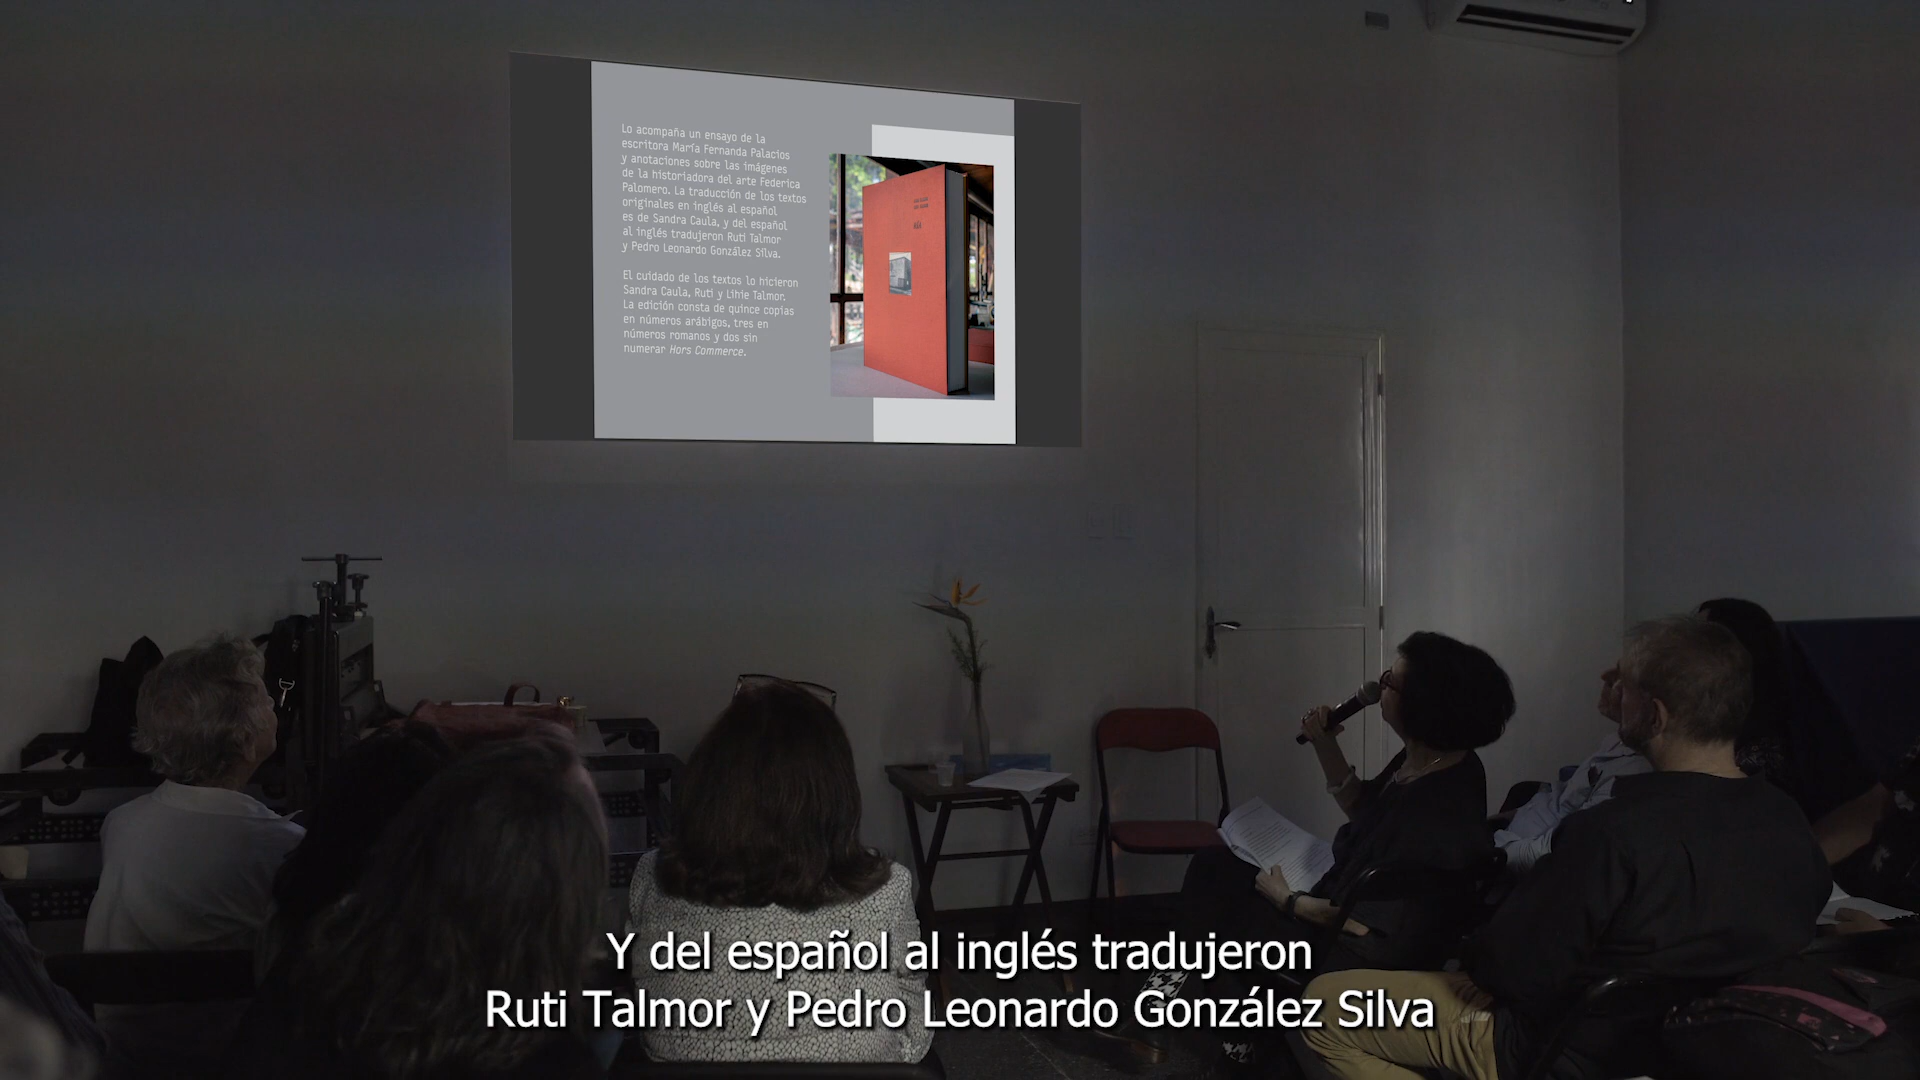 Lo acompaña un ensayo de la
escritora María Fernanda Palacios
y anotaciones sobre las imágenes
de la historiadora del arte Federica
Palomero. La traducción de los textos
originales en inglés al español
es de Sandra Caula, y del español
al inglés tradujeron Ruti Talmor
y Pedro Leonardo González Silva.
El cuidado de los textos lo hicieron
Sandra Caula, Ruti y Lihie Talmor.
La edición consta de quince copias
en números arábigos, tres en
números romanos y dos sin
numerar Hors Commerce.
Y del español al inglés tradujeron
Ruti Talmor y Pedro Leonardo González Silva